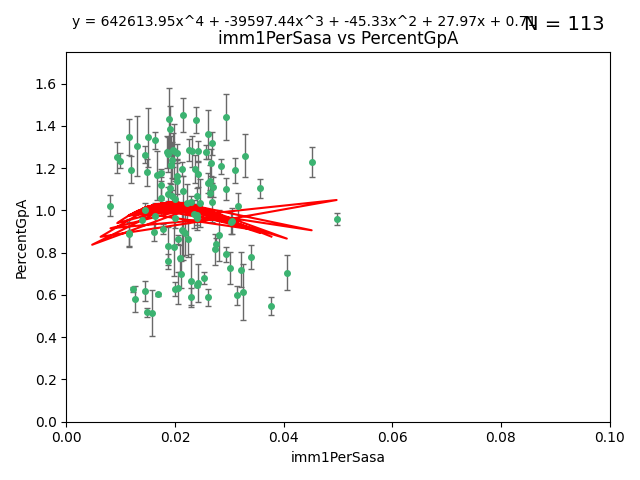 y = 642613.95x^4 + -39597.44x^3 + -45.33x^2 + 27.97x + 0.71
N = 113
imm1PerSasa vs PercentGpA
PercentGpA
1.6
1.4
1.2
1.0
0.8
0.6
0.4
0.2
0.0
0.00 0.02 0.04 0.06 0.08 0.10
imm1PerSasa